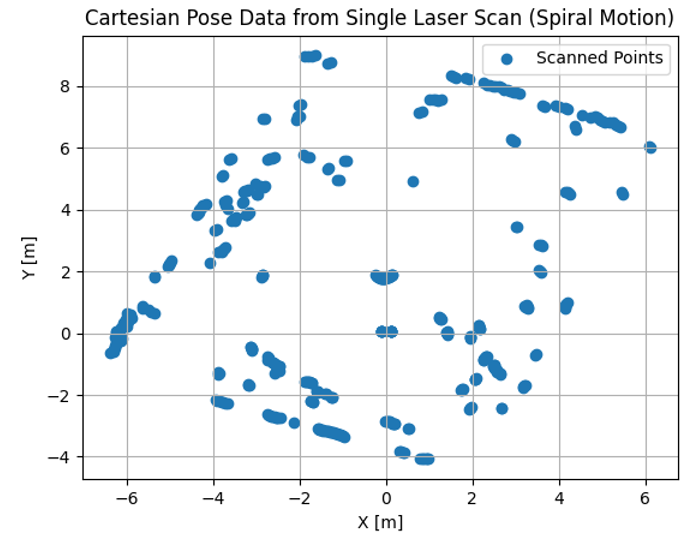 Cartesian Pose Data from Single Laser Scan (Spiral Motion)
Scanned Points
8
6
4
2
0
−2
−4
Y [m]
−6 −4 −2 0 2 4 6
X [m]